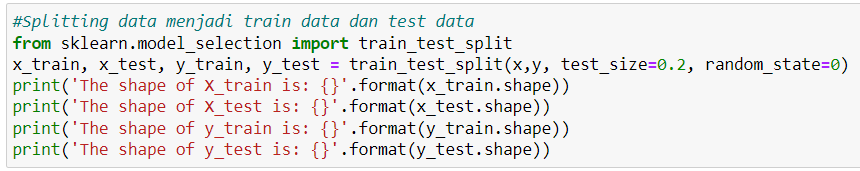 #Splitting data menjadi train data dan test data
from sklearn.model_selection import train_test_split
x_train, x_test, y_train, y_test = train_test_split(x,y, test_size=0.2, random_state=0)
print('The shape of X_train is: {}'.format(x_train.shape))
print('The shape of X_test is: {}'.format(x_test.shape))
print('The shape of y_train is: {}'.format(y_train.shape))
print('The shape of y_test is: {}'.format(y_test.shape))